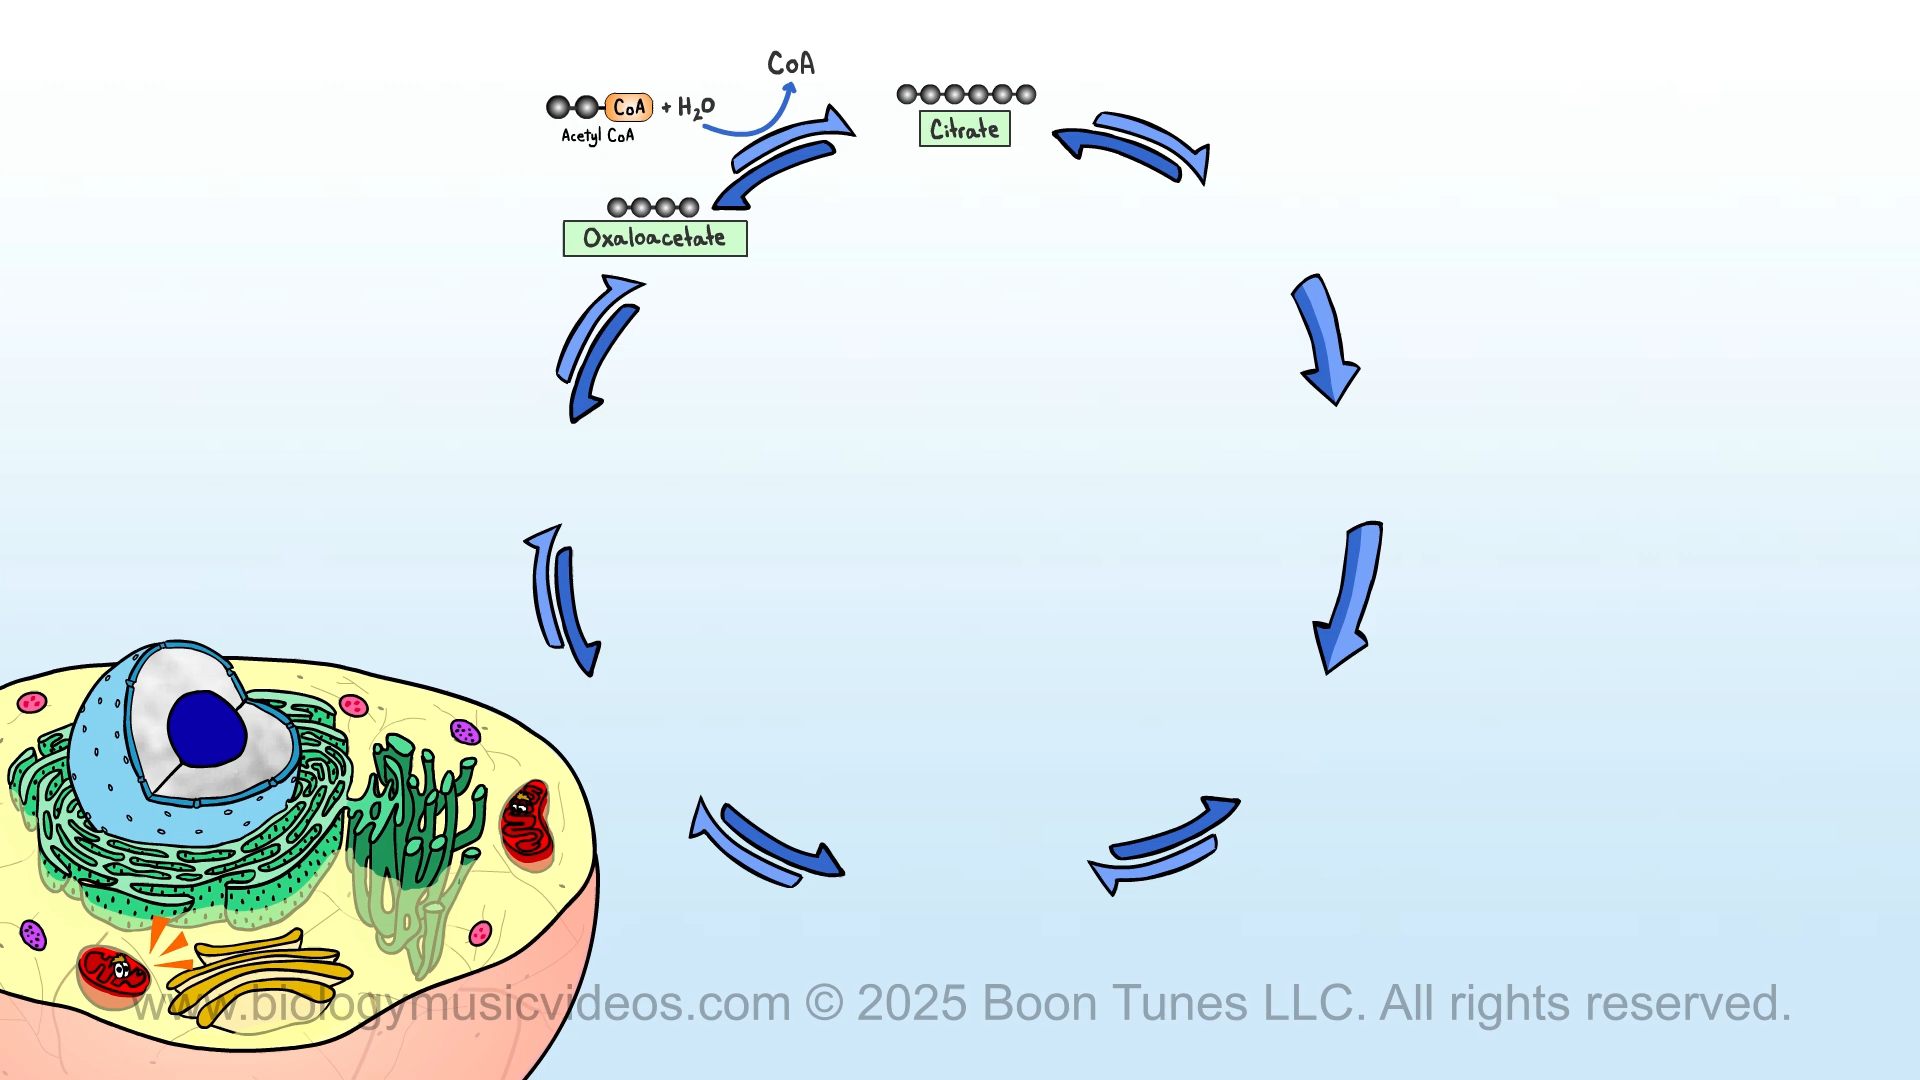 CoA
CoA + H₂O
Acetyl CoA
Citrate
Oxaloacetate
www.biologymusicvideos.com © 2025 Boon Tunes LLC. All rights reserved.